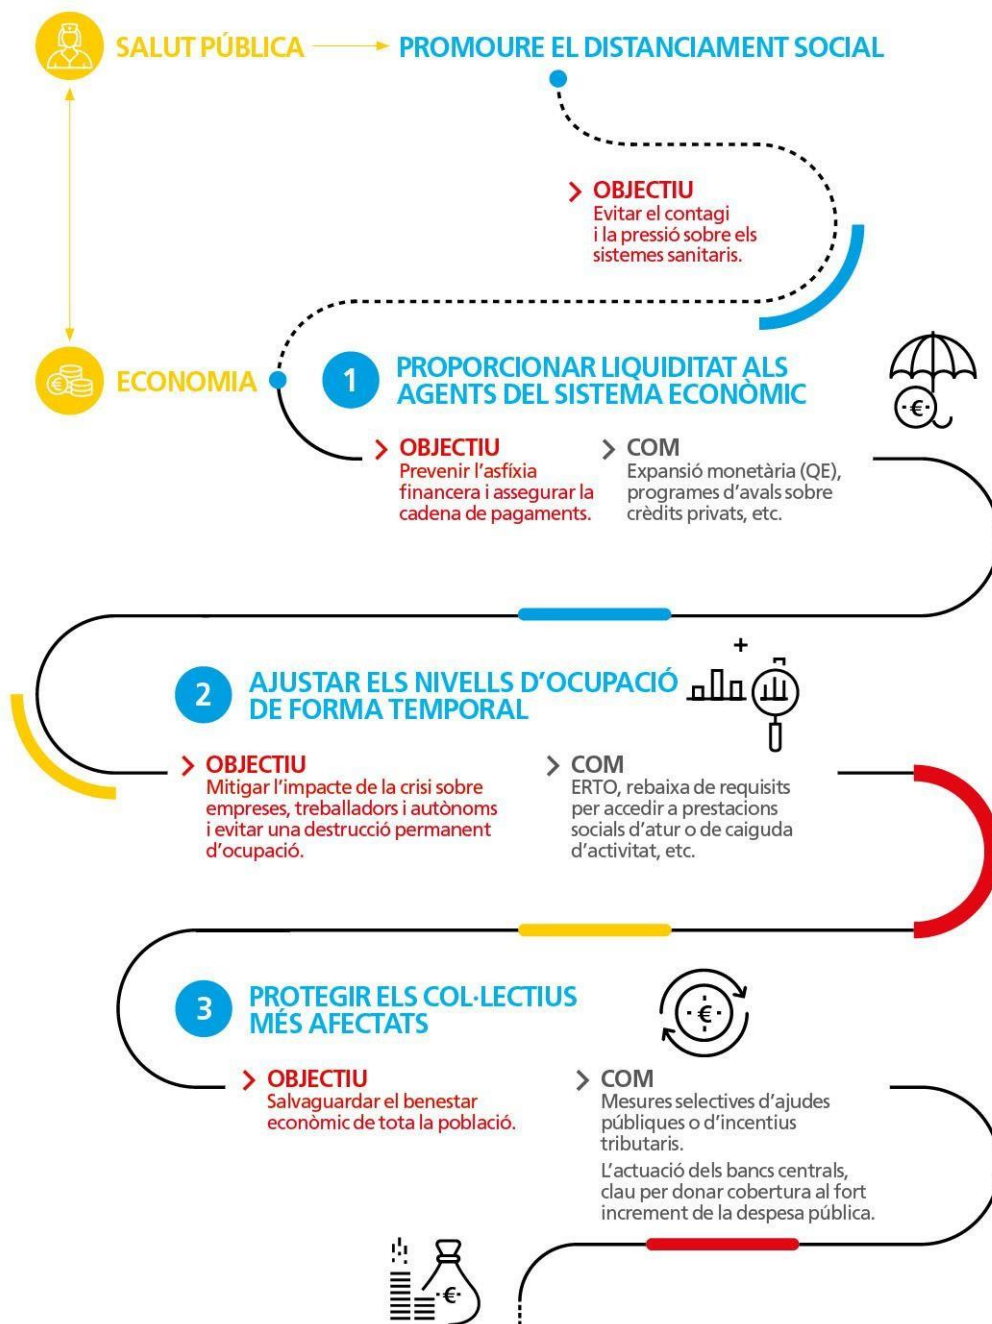 SALUT PÚBLICA
PROMOURE EL DISTANCIAMENT SOCIAL
OBJECTIU
Evitar el contagi
i la pressió sobre els
sistemes sanitaris.
ECONOMIA
1
PROPORCIONAR LIQUIDITAT ALS
AGENTS DEL SISTEMA ECONÒMIC
€
OBJECTIU
Prevenir l'asfíxia
financera i assegurar la
cadena de pagaments.
COM
Expansió monetària (QE),
programes d'avals sobre
crèdits privats, etc.
2
AJUSTAR ELS NIVELLS D'OCUPACIÓ
DE FORMA TEMPORAL
OBJECTIU
Mitigar l'impacte de la crisi sobre
empreses, treballadors i autònoms
i evitar una destrucció permanent
d'ocupació.
COM
ERTO, rebaixa de requisits
per accedir a prestacions
socials d'atur o de caiguda
d'activitat, etc.
3
PROTEGIR ELS COL·LECTIUS
MÉS AFECTATS
€
OBJECTIU
Salvaguardar el benestar
econòmic de tota la població.
COM
Mesures selectives d'ajudes
públiques o d'incentius
tributaris.
L'actuació dels bancs centrals,
clau per donar cobertura al fort
increment de la despesa pública.
€